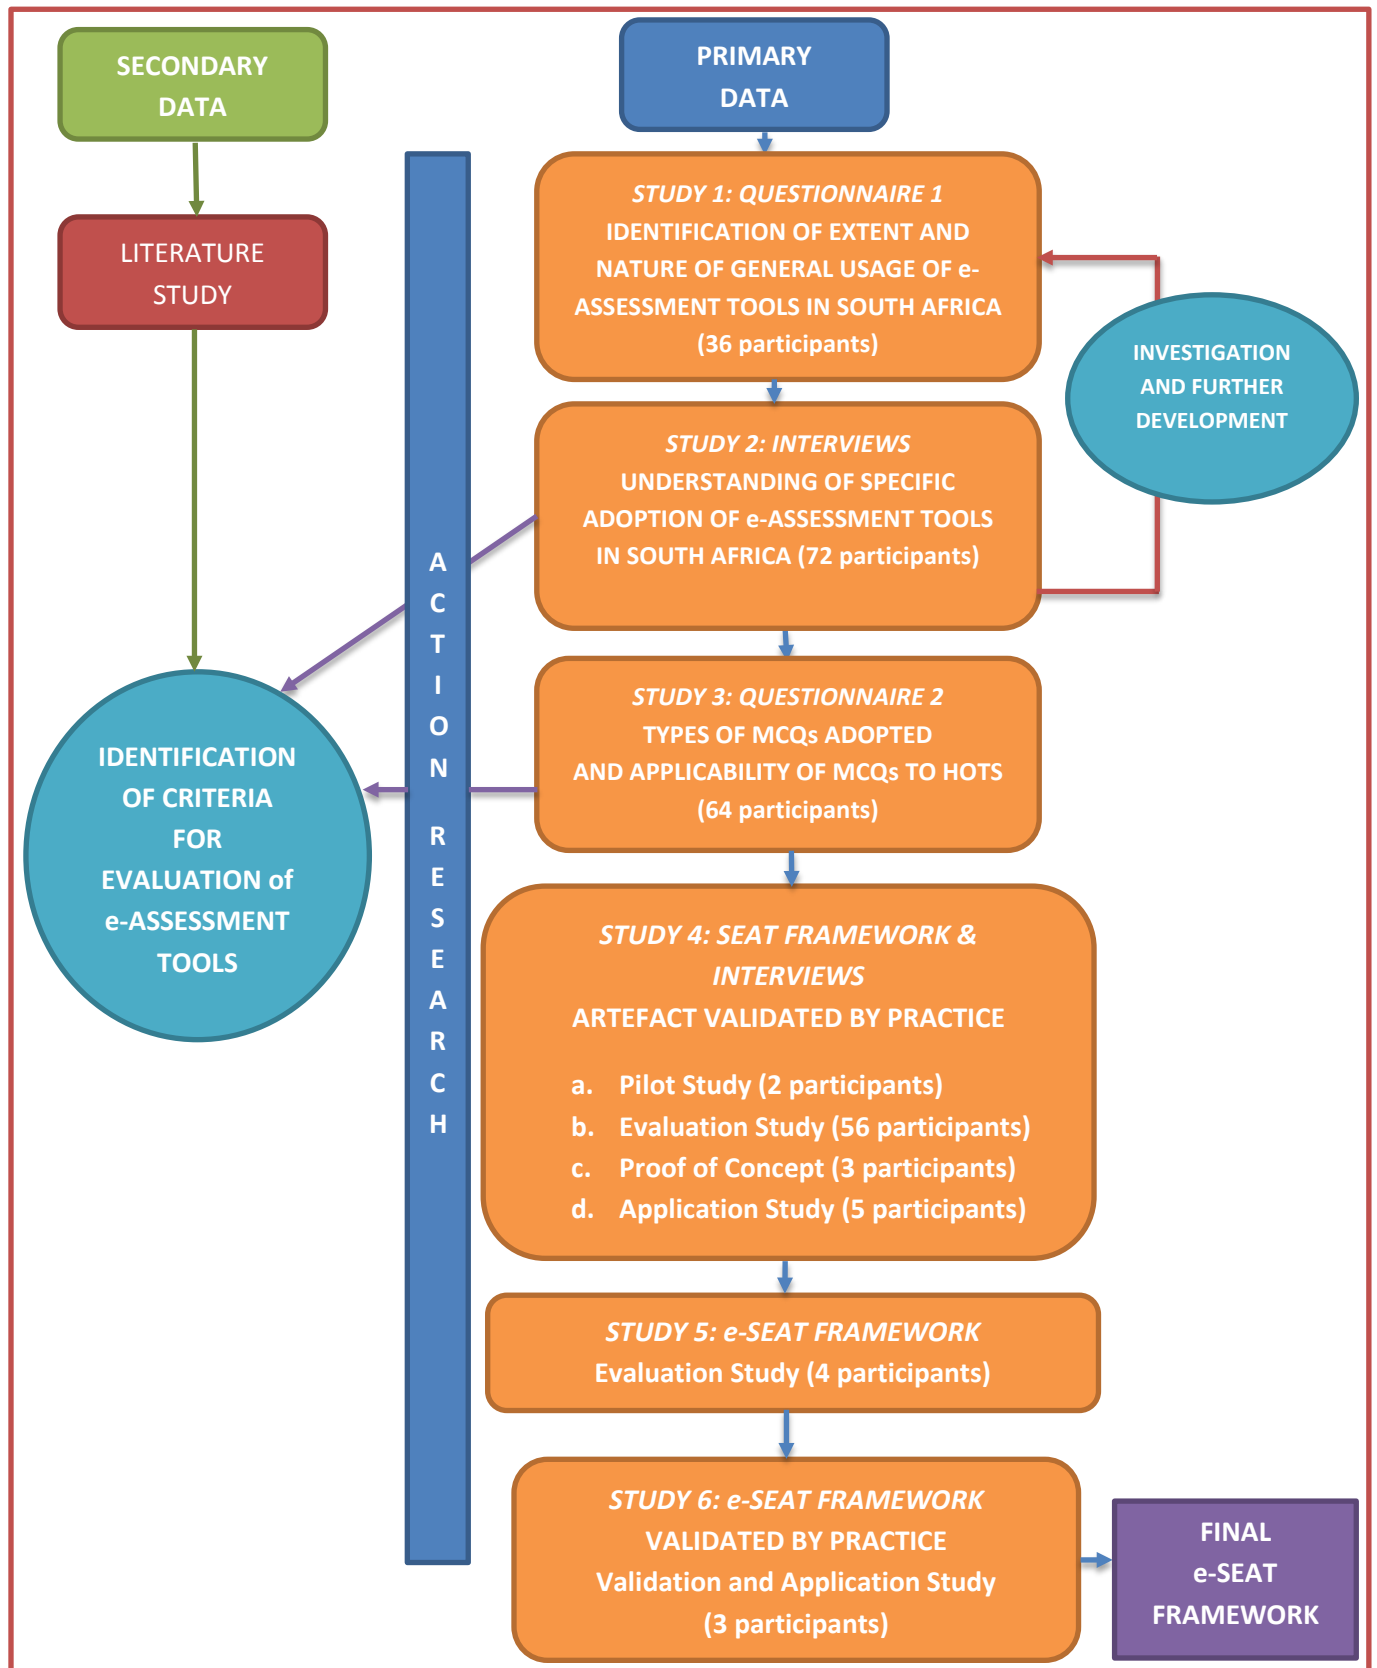 SECONDARY
DATA
LITERATURE
STUDY
IDENTIFICATION
OF CRITERIA
FOR
EVALUATION of
e-ASSESSMENT
TOOLS
A
C
T
I
O
N
R
E
S
E
A
R
C
H
PRIMARY
DATA
STUDY 1: QUESTIONNAIRE 1
IDENTIFICATION OF EXTENT AND
NATURE OF GENERAL USAGE OF e-
ASSESSMENT TOOLS IN SOUTH AFRICA
(36 participants)
INVESTIGATION
AND FURTHER
DEVELOPMENT
STUDY 2: INTERVIEWS
UNDERSTANDING OF SPECIFIC
ADOPTION OF e-ASSESSMENT TOOLS
IN SOUTH AFRICA (72 participants)
STUDY 3: QUESTIONNAIRE 2
TYPES OF MCQs ADOPTED
AND APPLICABILITY OF MCQs TO HOTS
(64 participants)
STUDY 4: SEAT FRAMEWORK &
INTERVIEWS
ARTEFACT VALIDATED BY PRACTICE
a. Pilot Study (2 participants)
b. Evaluation Study (56 participants)
c. Proof of Concept (3 participants)
d. Application Study (5 participants)
STUDY 5: e-SEAT FRAMEWORK
Evaluation Study (4 participants)
STUDY 6: e-SEAT FRAMEWORK
VALIDATED BY PRACTICE
Validation and Application Study
(3 participants)
FINAL
e-SEAT
FRAMEWORK